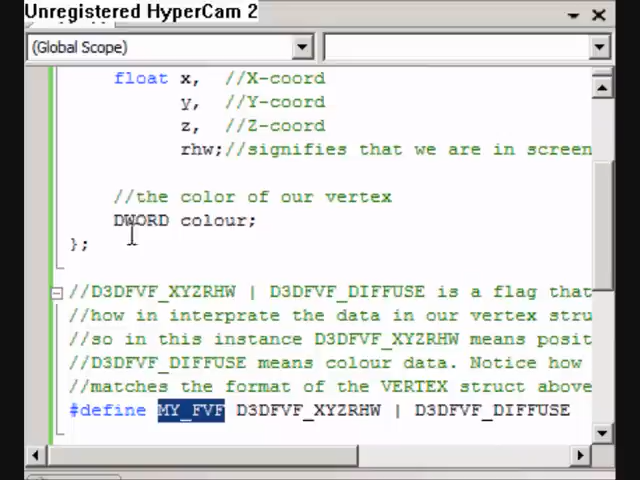 Unregistered HyperCam 2
(Global Scope)
float x, //X-coord
y, //Y-coord
z, //Z-coord
rhw;//signifies that we are in screen
//the color of our vertex
DWORD colour;
};
//D3DFVF_XYZRHW | D3DFVF_DIFFUSE is a flag that
//how in interprate the data in our vertex stru
//so in this instance D3DFVF_XYZRHW means posit
//D3DFVF_DIFFUSE means colour data. Notice how
//matches the format of the VERTEX struct above
#define MY_FVF D3DFVF_XYZRHW | D3DFVF_DIFFUSE